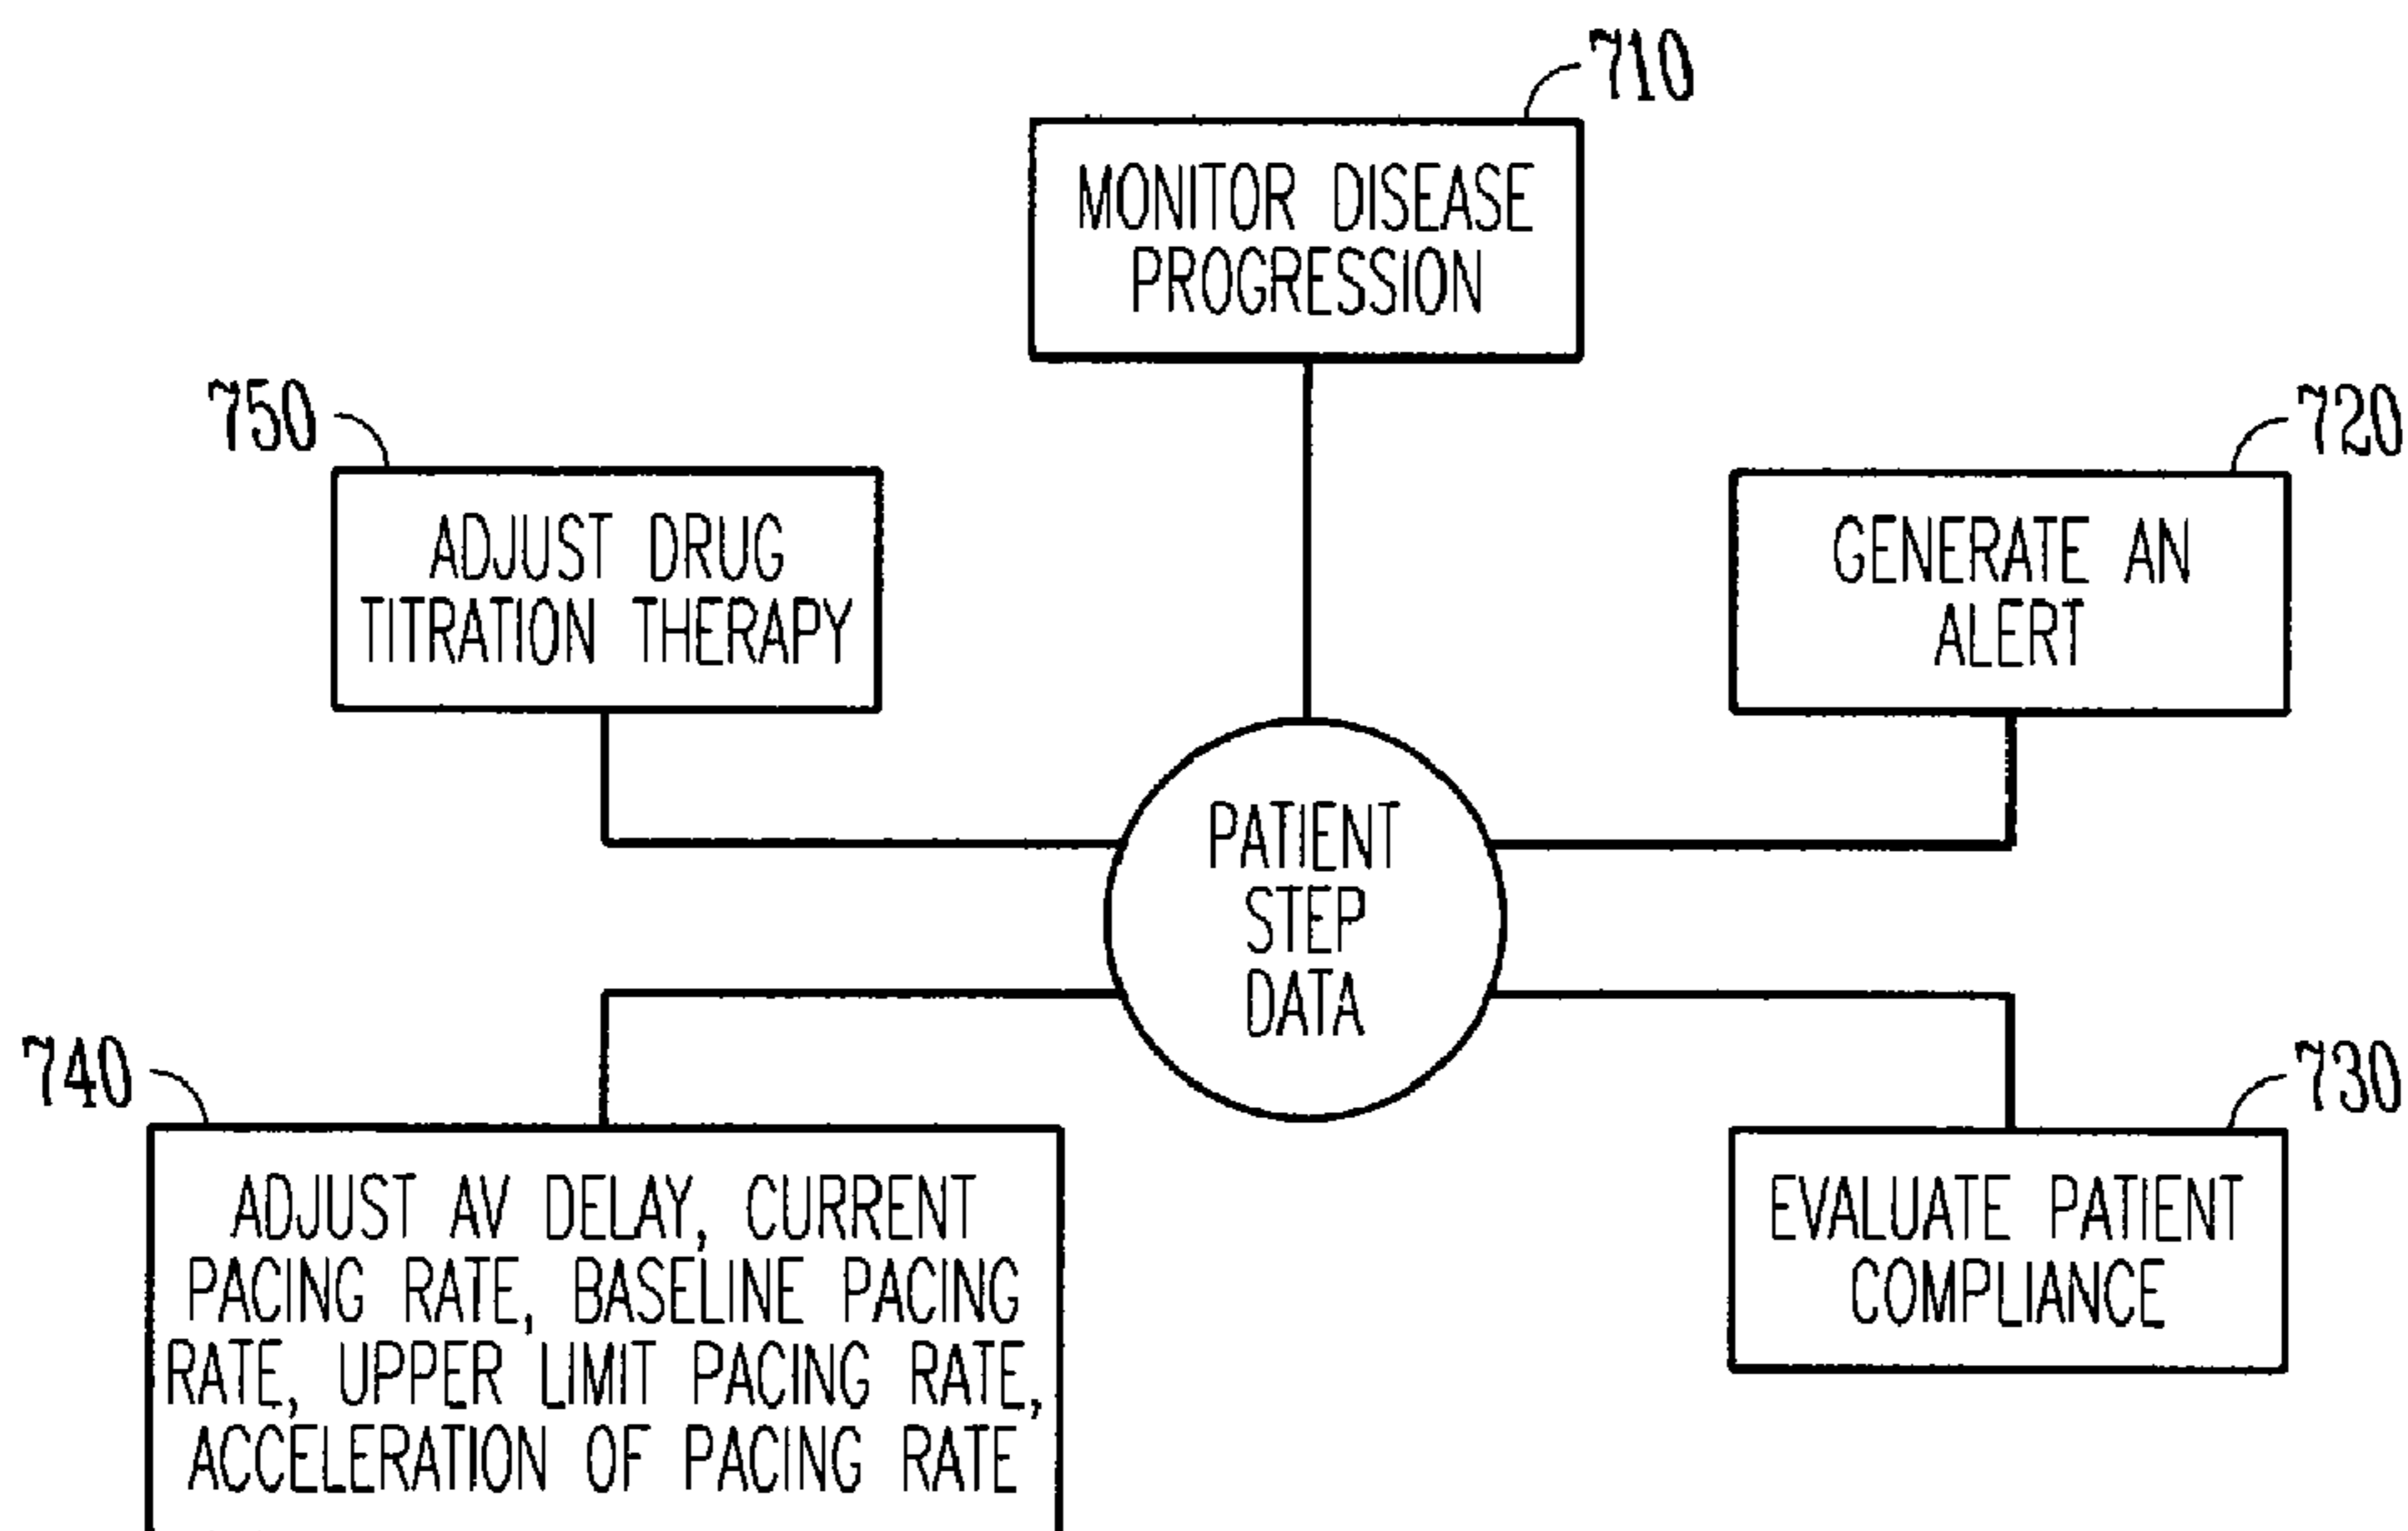 710
MONITOR DISEASE
PROGRESSION
750
ADJUST DRUG
TITRATION THERAPY
720
GENERATE AN
ALERT
PATIENT
STEP
DATA
740
ADJUST AV DELAY, CURRENT
PACING RATE, BASELINE PACING
RATE, UPPER LIMIT PACING RATE,
ACCELERATION OF PACING RATE
730
EVALUATE PATIENT
COMPLIANCE